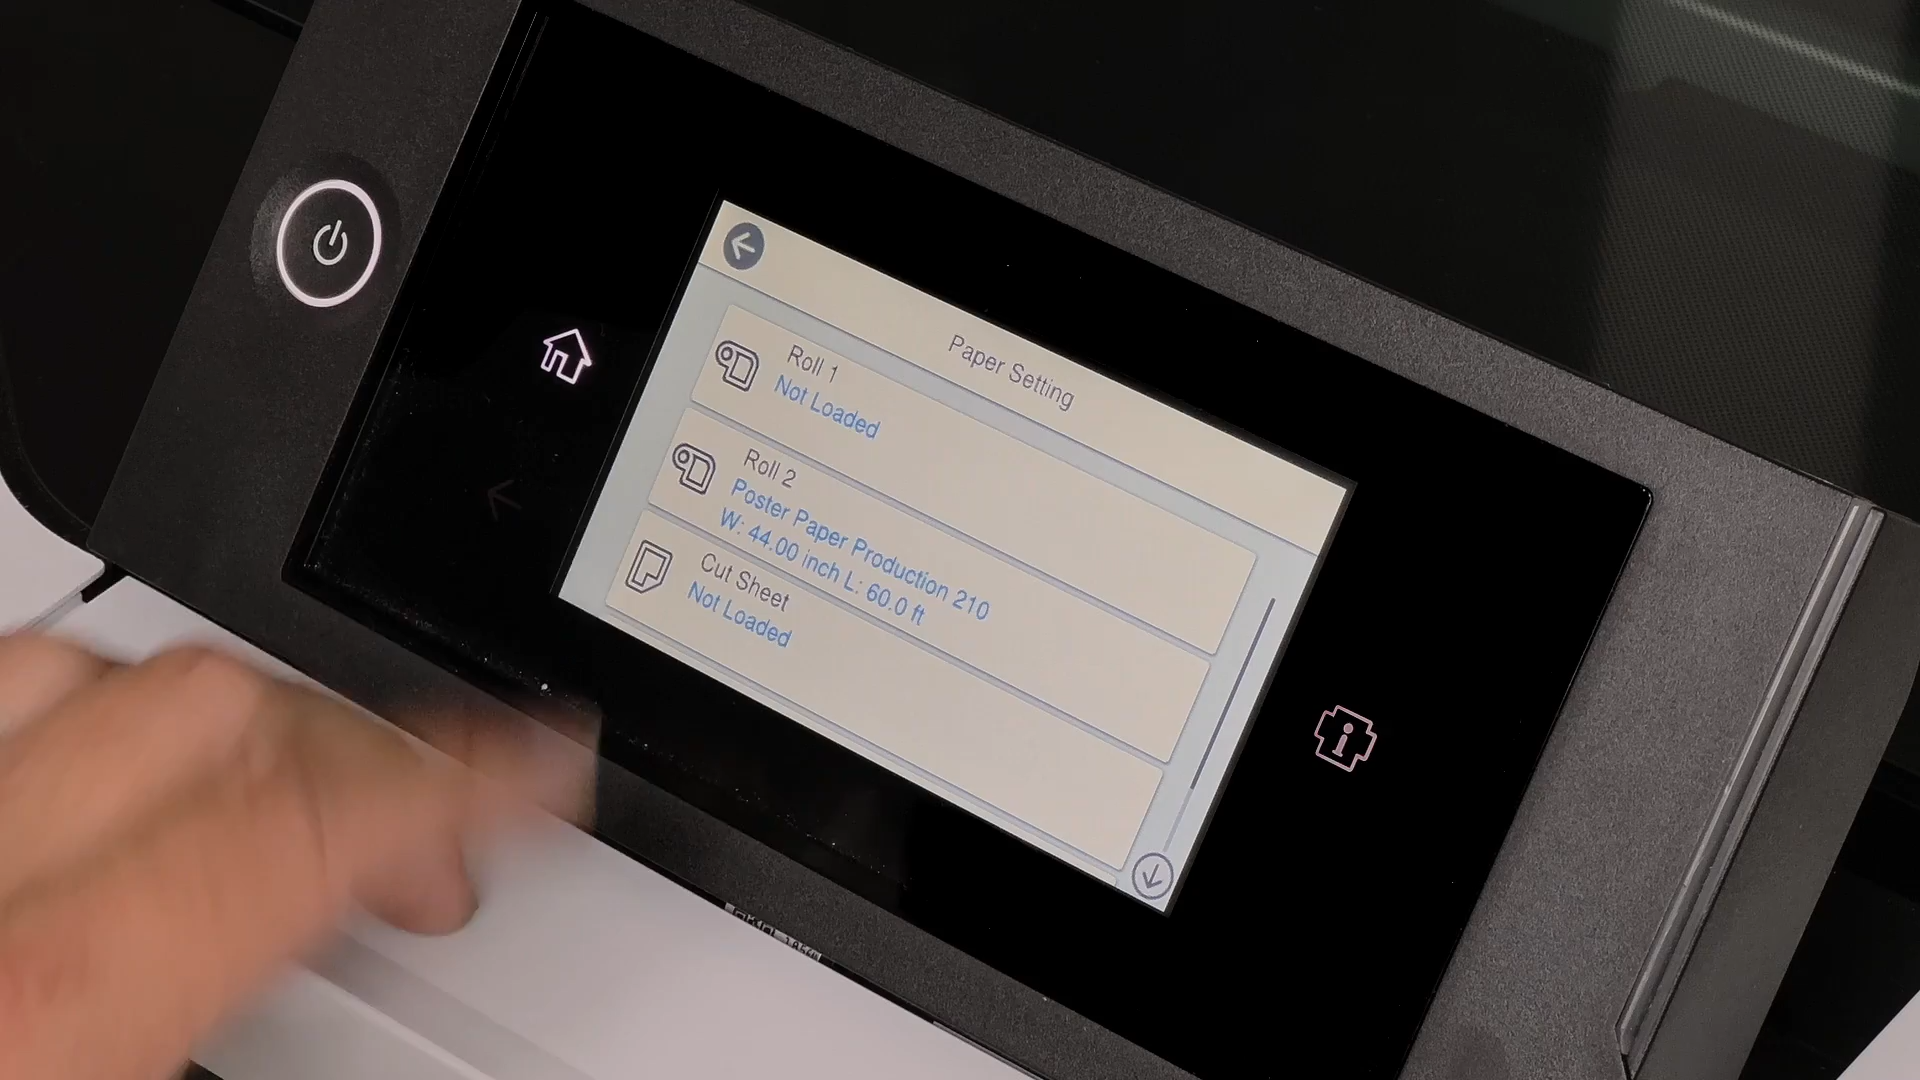 Paper Setting
Roll 1
Not Loaded
Roll 2
Poster Paper Production 210
W: 44.00 inch L: 60.0 ft
Cut Sheet
Not Loaded